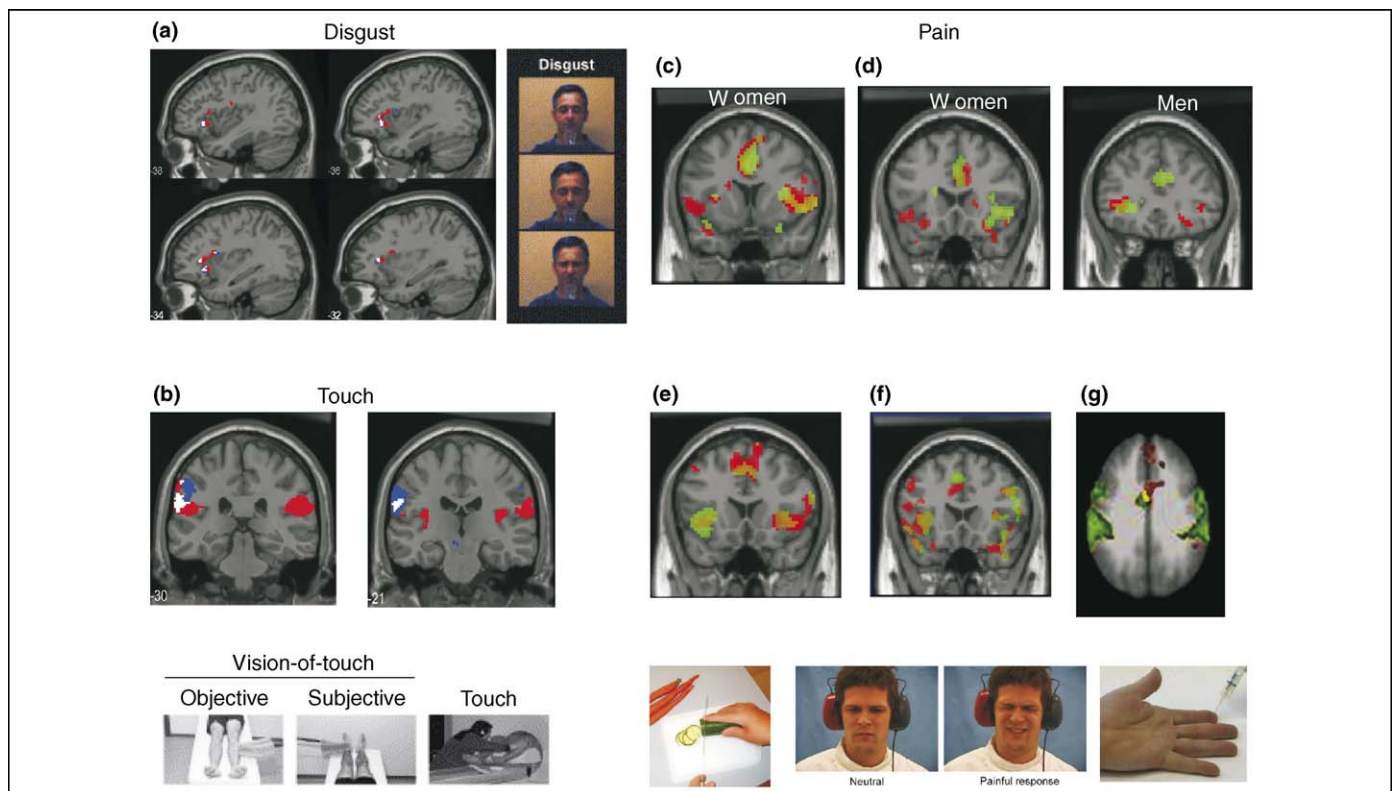 (a)
Disgust
Disgust
-38
-36
-34
-32
Pain
(c)
W omen
(d)
W omen
Men
(b)
Touch
-30
-21
Vision-of-touch
Objective
Subjective
Touch
(e)
(f)
(g)
Neutral
Painful response